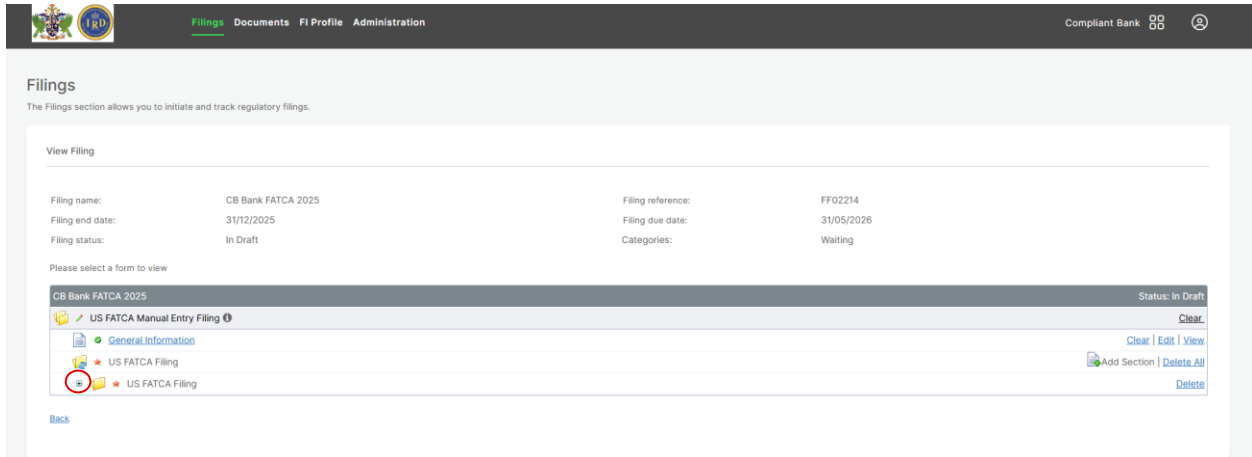 IRD
Filings Documents FI Profile Administration
Compliant Bank
Filings
The Filings section allows you to initiate and track regulatory filings.
View Filing
Filing name: CB Bank FATCA 2025 Filing reference: FF02214
Filing end date: 31/12/2025 Filing due date: 31/05/2026
Filing status: In Draft Categories: Waiting
Please select a form to view
CB Bank FATCA 2025 Status: In Draft
US FATCA Manual Entry Filing Clear
General Information Clear | Edit | View
US FATCA Filing Add Section | Delete All
US FATCA Filing Delete
Back